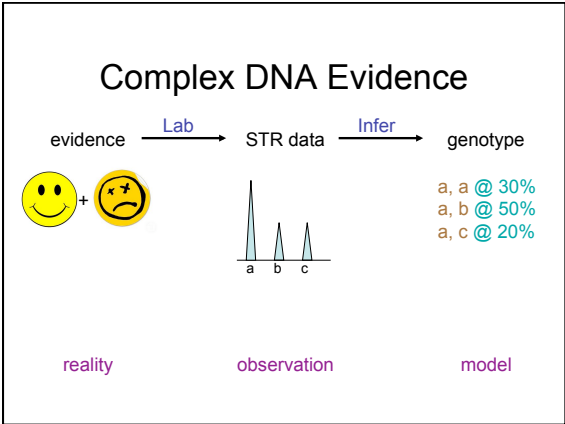 Complex DNA Evidence
Lab Infer
evidence STR data genotype
+
a, a @ 30%
a, b @ 50%
a, c @ 20%
a b c
reality observation model